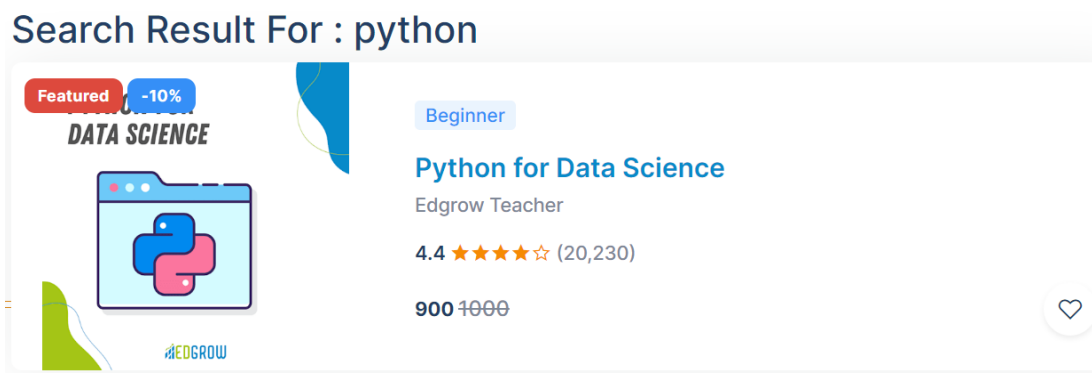 Search Result For : python
Featured
-10%
DATA SCIENCE
EDGROW
Beginner
Python for Data Science
Edgrow Teacher
4.4 (20,230)
900 1000